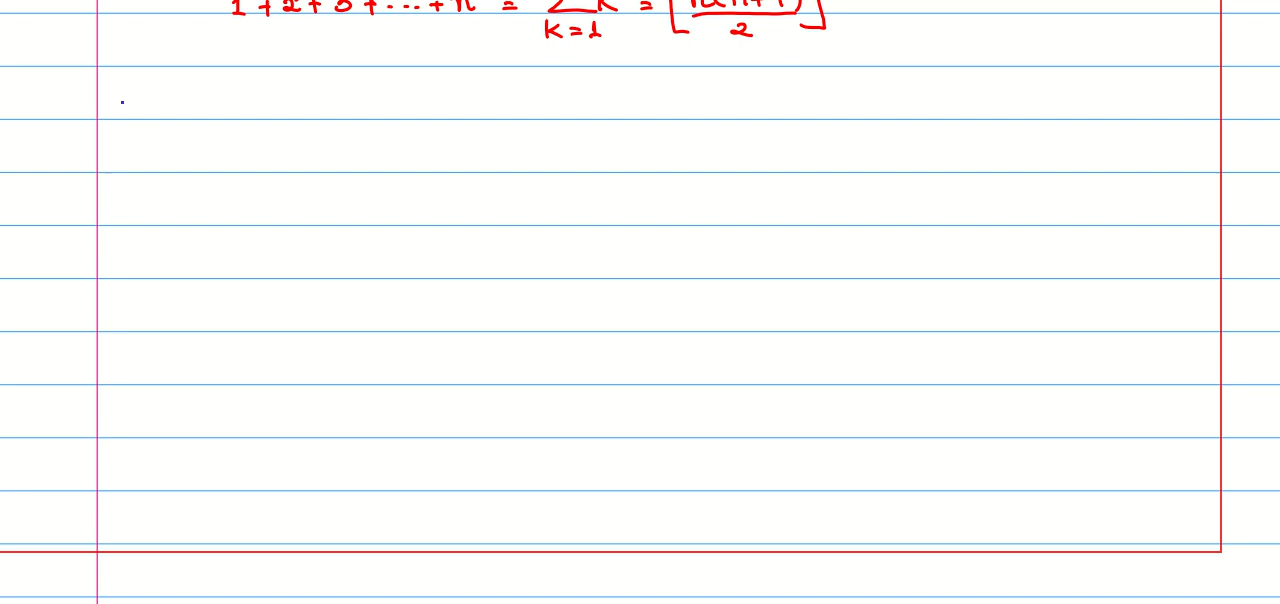 1 + 2 + 3 + ... + n = ∑_{k=1} k = [n(n+1)/2]